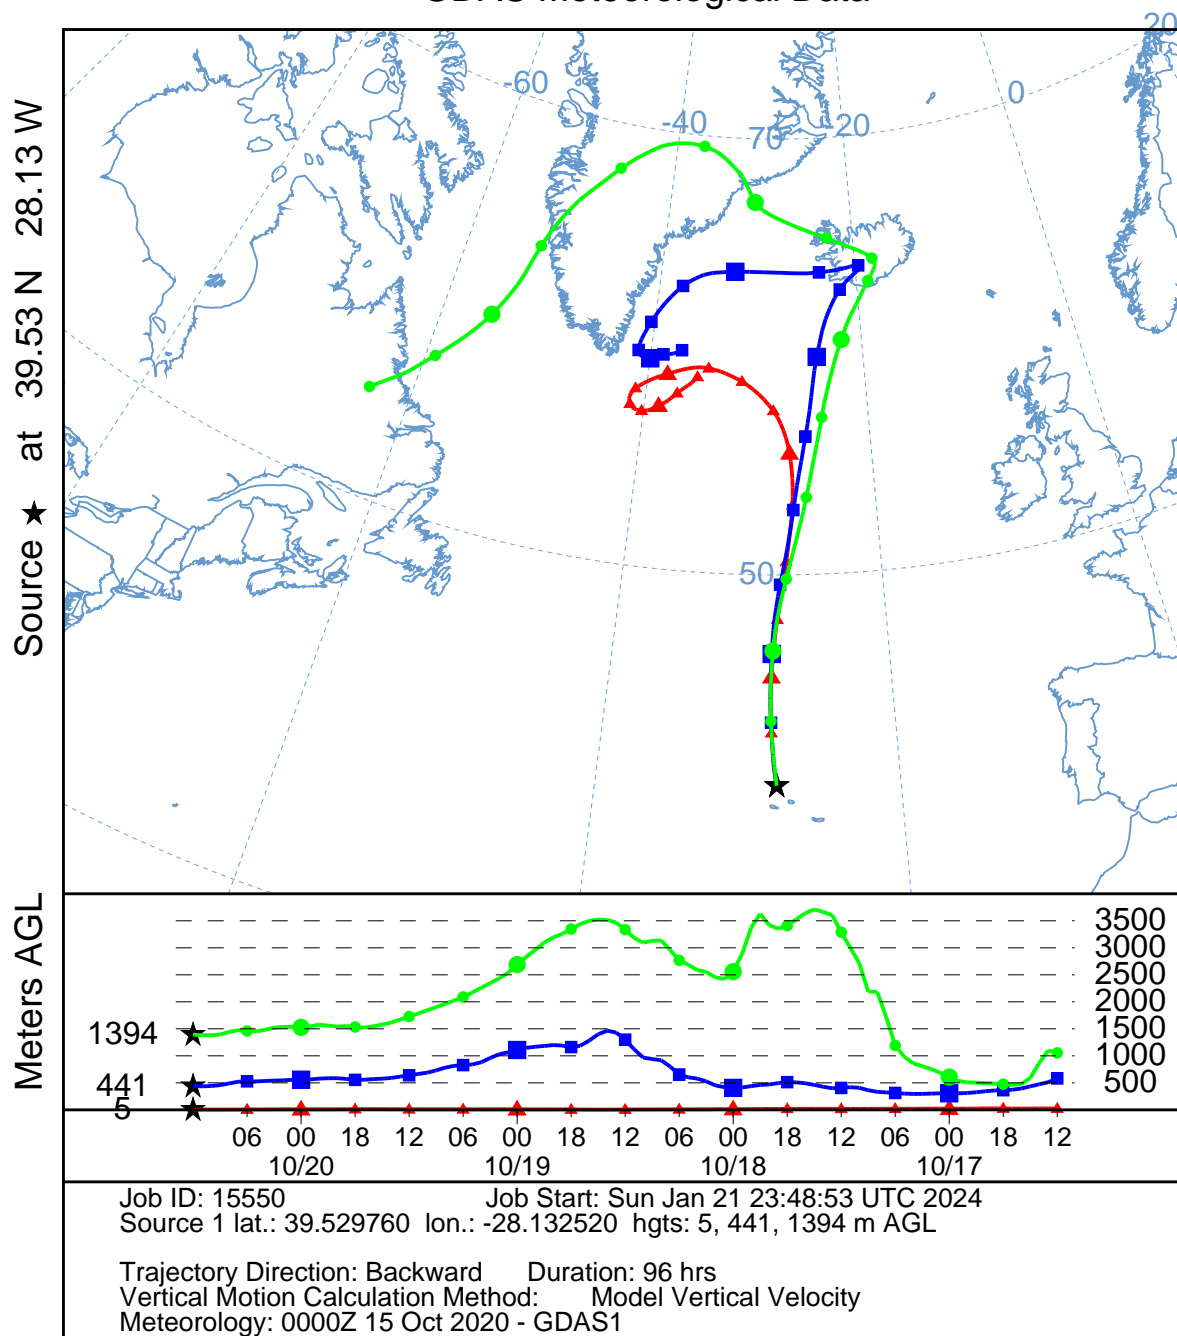 GDAS Meteorological Data
20
-60
-40
70
-20
0
50
Source ★ at 39.53 N 28.13 W
Meters AGL
3500
3000
2500
2000
1500
1000
500
1394
441
5
06 00 18 12 06 00 18 12 06 00 18 12 06 00 18 12
10/20 10/19 10/18 10/17
Job ID: 15550 Job Start: Sun Jan 21 23:48:53 UTC 2024
Source 1 lat.: 39.529760 lon.: -28.132520 hgts: 5, 441, 1394 m AGL
Trajectory Direction: Backward Duration: 96 hrs
Vertical Motion Calculation Method: Model Vertical Velocity
Meteorology: 0000Z 15 Oct 2020 - GDAS1